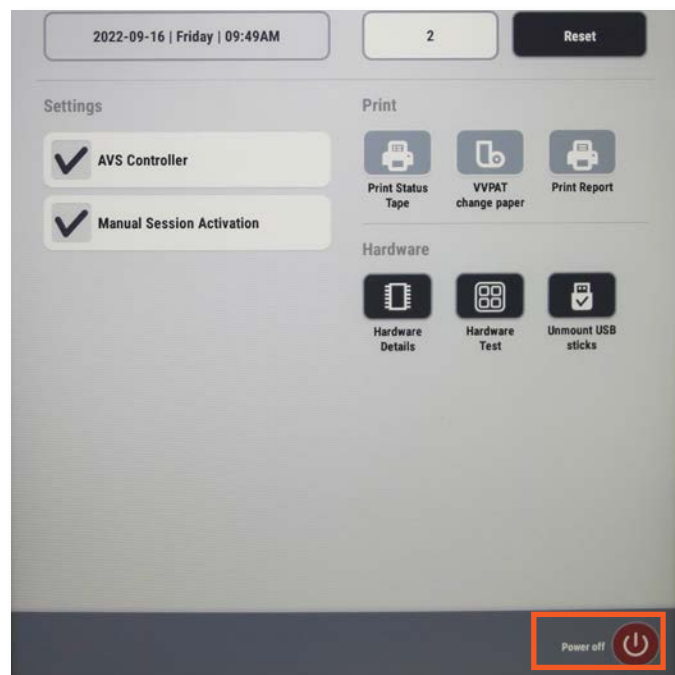 2022-09-16 | Friday | 09:49AM
2
Reset
Settings
AVS Controller
Manual Session Activation
Print
Print Status
Tape
VVPAT
change paper
Print Report
Hardware
Hardware
Details
Hardware
Test
Unmount USB
sticks
Power off